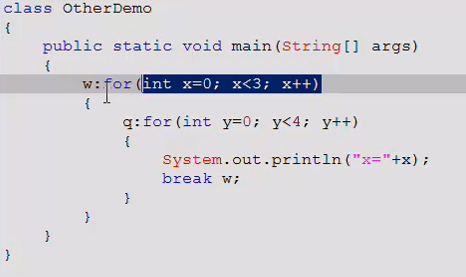 class OtherDemo
{
public static void main(String[] args)
{
w:for(int x=0; x<3; x++)
{
q:for(int y=0; y<4; y++)
{
System.out.println("x="+x);
break w;
}
}
}
}